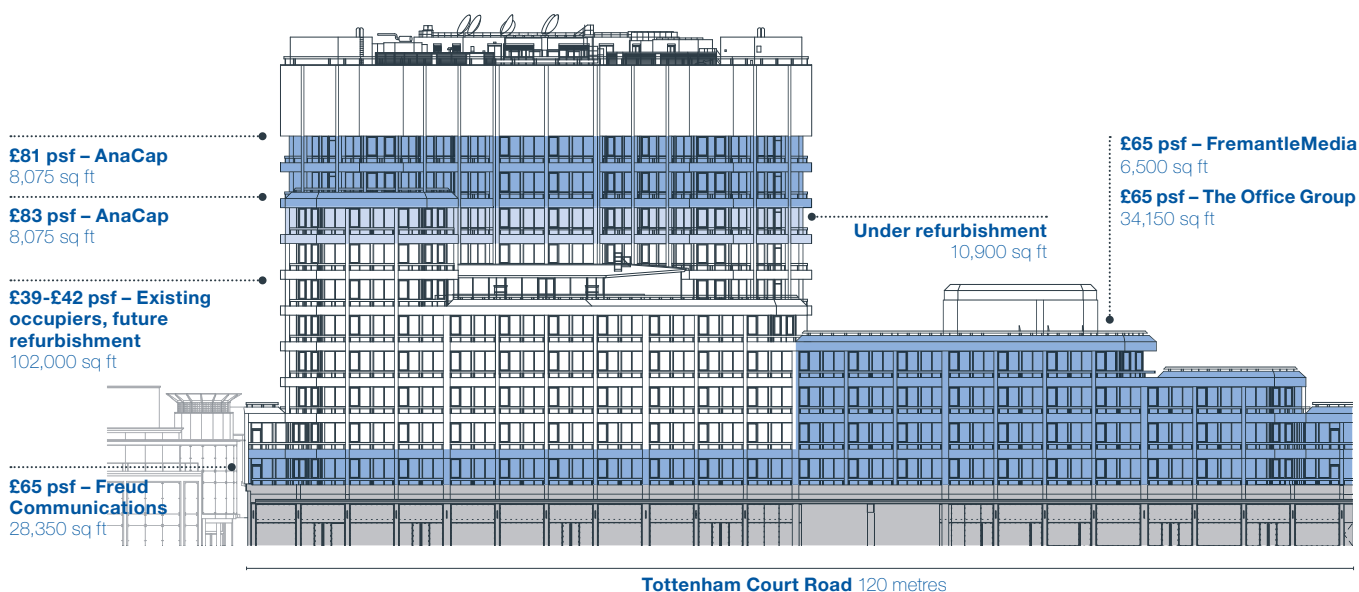 £81 psf – AnaCap
8,075 sq ft
£83 psf – AnaCap
8,075 sq ft
£39-£42 psf – Existing
occupiers, future
refurbishment
102,000 sq ft
£65 psf – Freud
Communications
28,350 sq ft
Under refurbishment
10,900 sq ft
£65 psf – FremantleMedia
6,500 sq ft
£65 psf – The Office Group
34,150 sq ft
Tottenham Court Road 120 metres